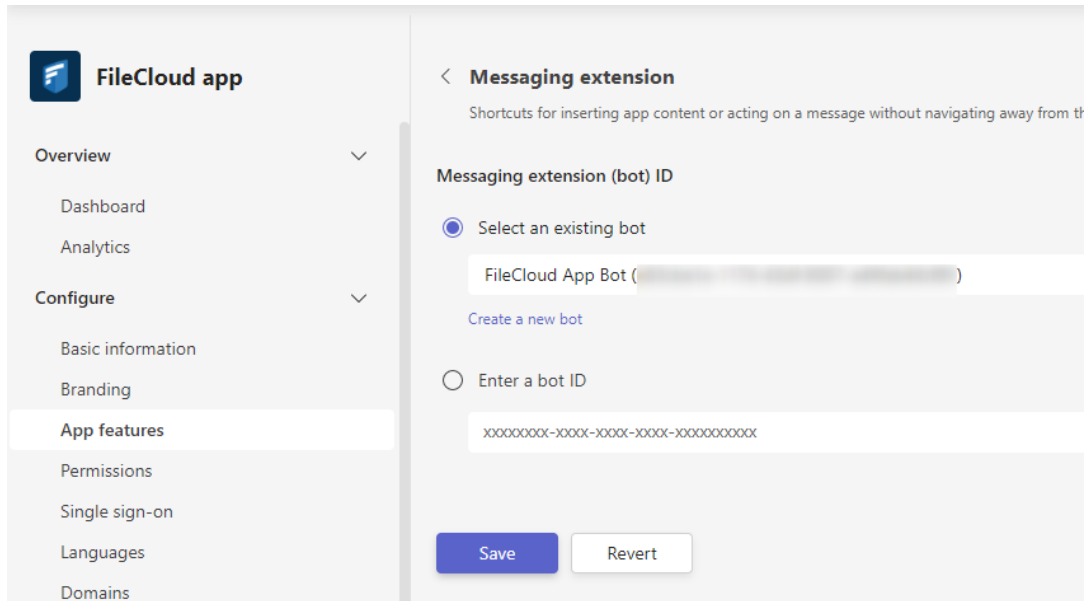 FileCloud app
Overview
Dashboard
Analytics
Configure
Basic information
Branding
App features
Permissions
Single sign-on
Languages
Domains
Messaging extension
Shortcuts for inserting app content or acting on a message without navigating away from
Messaging extension (bot) ID
Select an existing bot
FileCloud App Bot ( )
Create a new bot
Enter a bot ID
xxxxxxxx-xxxx-xxxx-xxxx-xxxxxxxxxx
Save
Revert